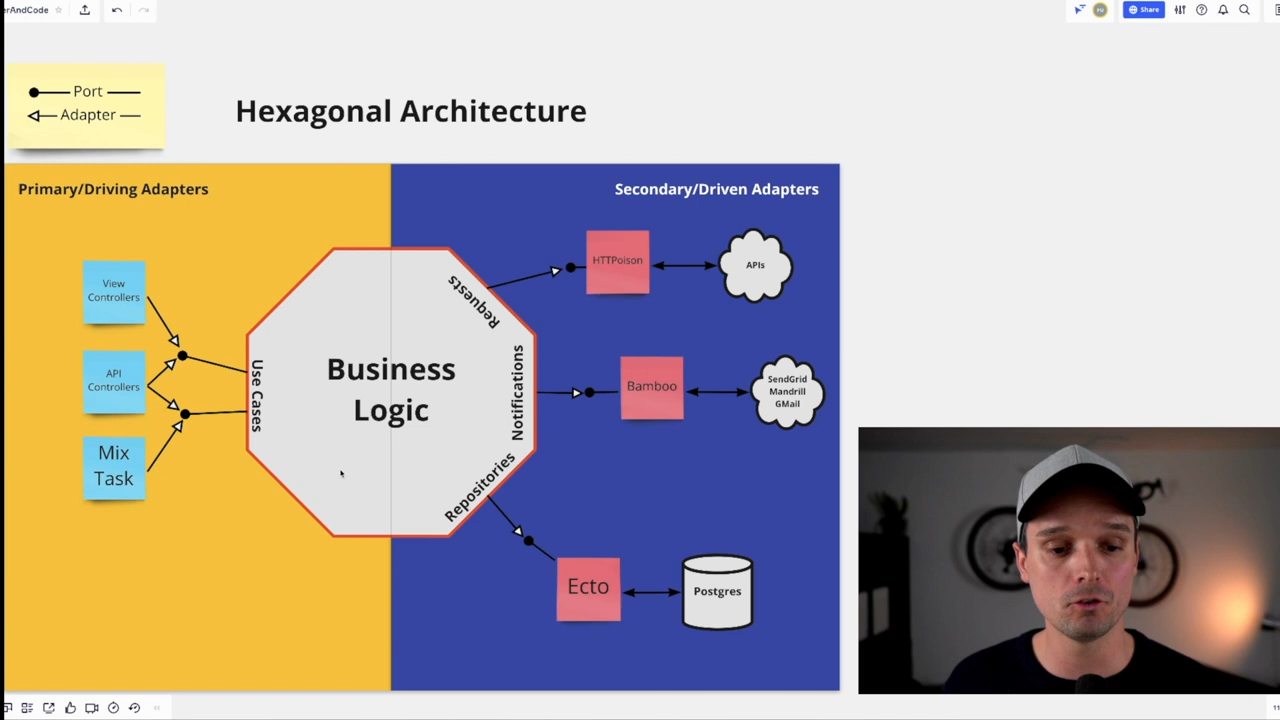 erAndCode
Share
Port
Adapter
Hexagonal Architecture
Primary/Driving Adapters
Secondary/Driven Adapters
View
Controllers
API
Controllers
Mix
Task
Use Cases
Business
Logic
Requests
Notifications
Repositories
HTTPoison
APIs
Bamboo
SendGrid
Mandrill
GMail
Ecto
Postgres
11